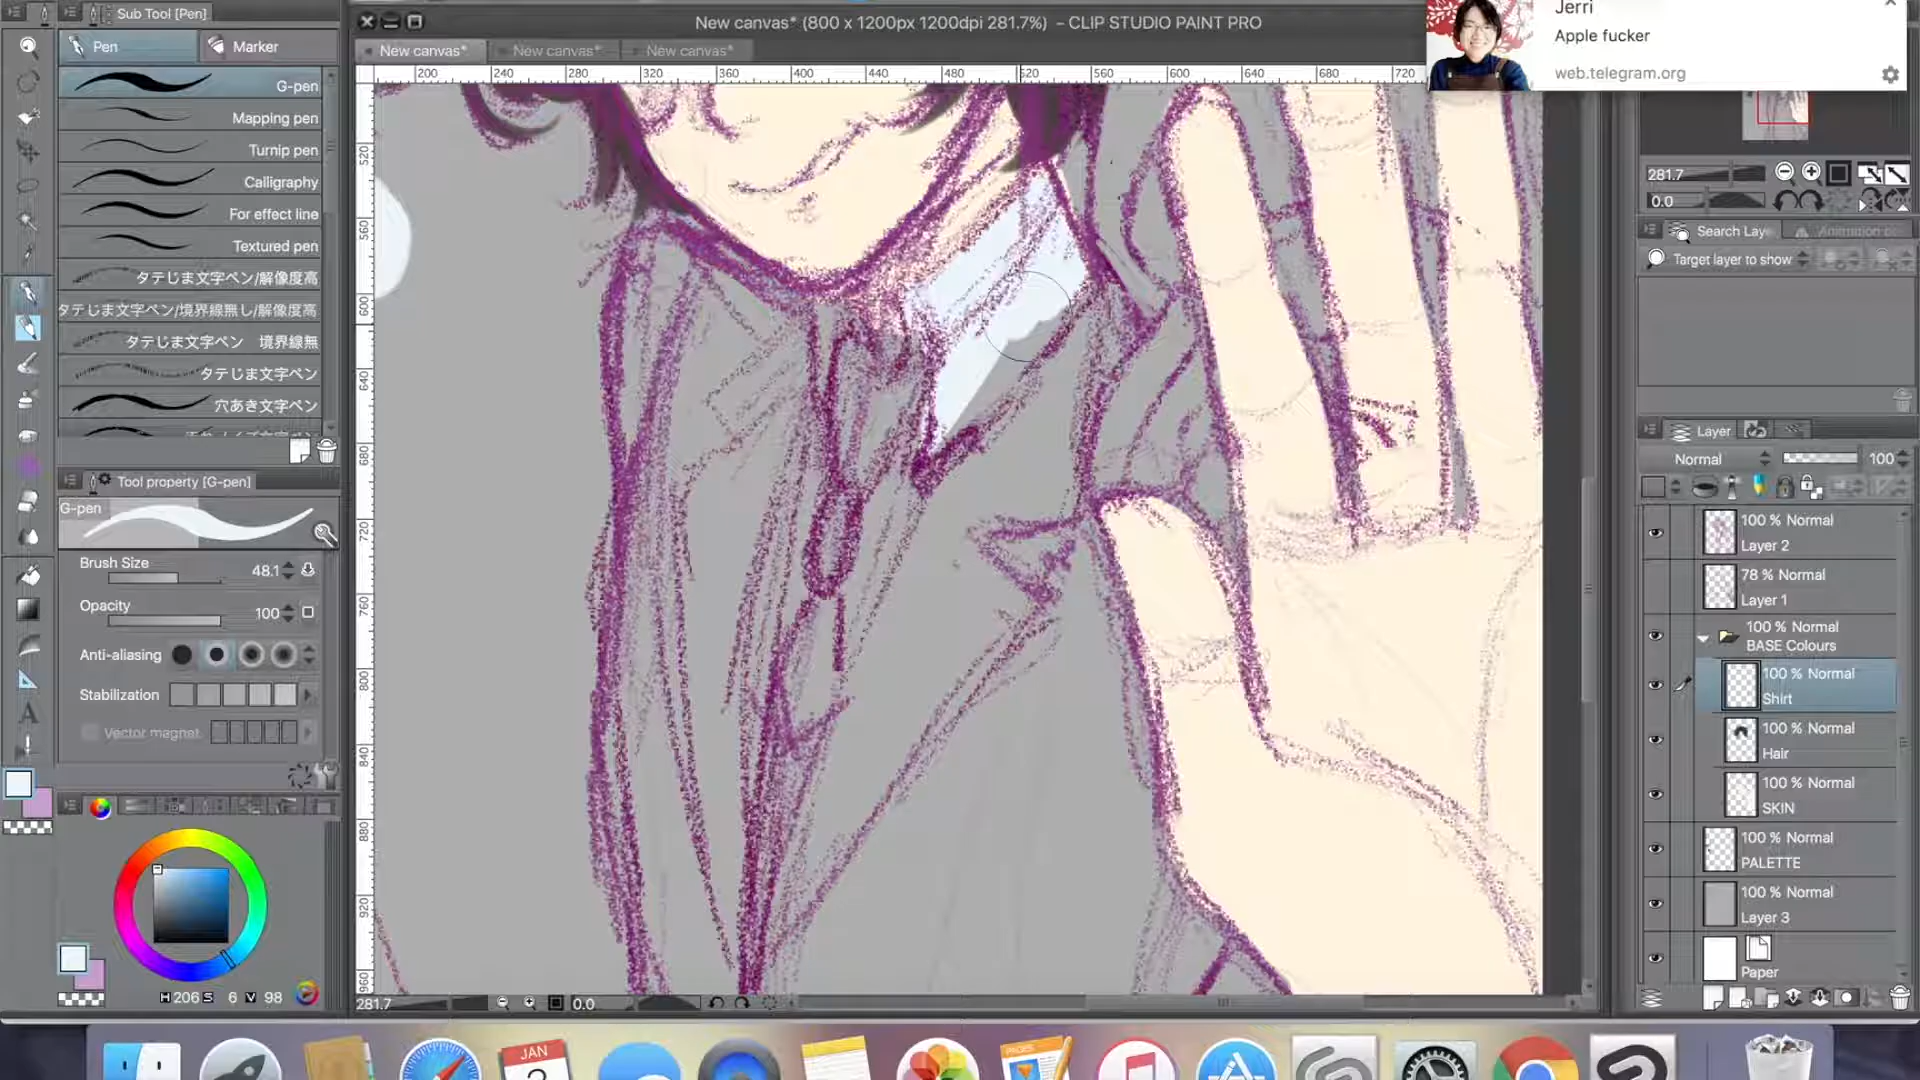 Sub Tool [Pen]
New canvas* (800 x 1200px 1200dpi 281.7%) - CLIP STUDIO PAINT PRO
Jerri
Apple fucker
web.telegram.org
Pen
Marker
New canvas*
New canvas*
New canvas*
200 240 280 320 360 400 440 480 520 560 600 640 680 720
G-pen
Mapping pen
Turnip pen
Calligraphy
For effect line
Textured pen
タテじま文字ペン/解像度高
タテじま文字ペン/境界線無し/解像度高
タテじま文字ペン 境界線無
タテじま文字ペン
穴あき文字ペン
520
560
600
640
680
720
760
800
840
880
920
960
Tool property [G-pen]
G-pen
Brush Size 48.1
Opacity 100
Anti-aliasing
Stabilization
Vector magnet
H 206 S 6 V 98
281.7
0.0
281.7
0.0
Search Laye
Animation ce
Target layer to show
Layer
Normal 100
100 % Normal
Layer 2
78 % Normal
Layer 1
100 % Normal
BASE Colours
100 % Normal
Shirt
100 % Normal
Hair
100 % Normal
SKIN
100 % Normal
PALETTE
100 % Normal
Layer 3
Paper
JAN